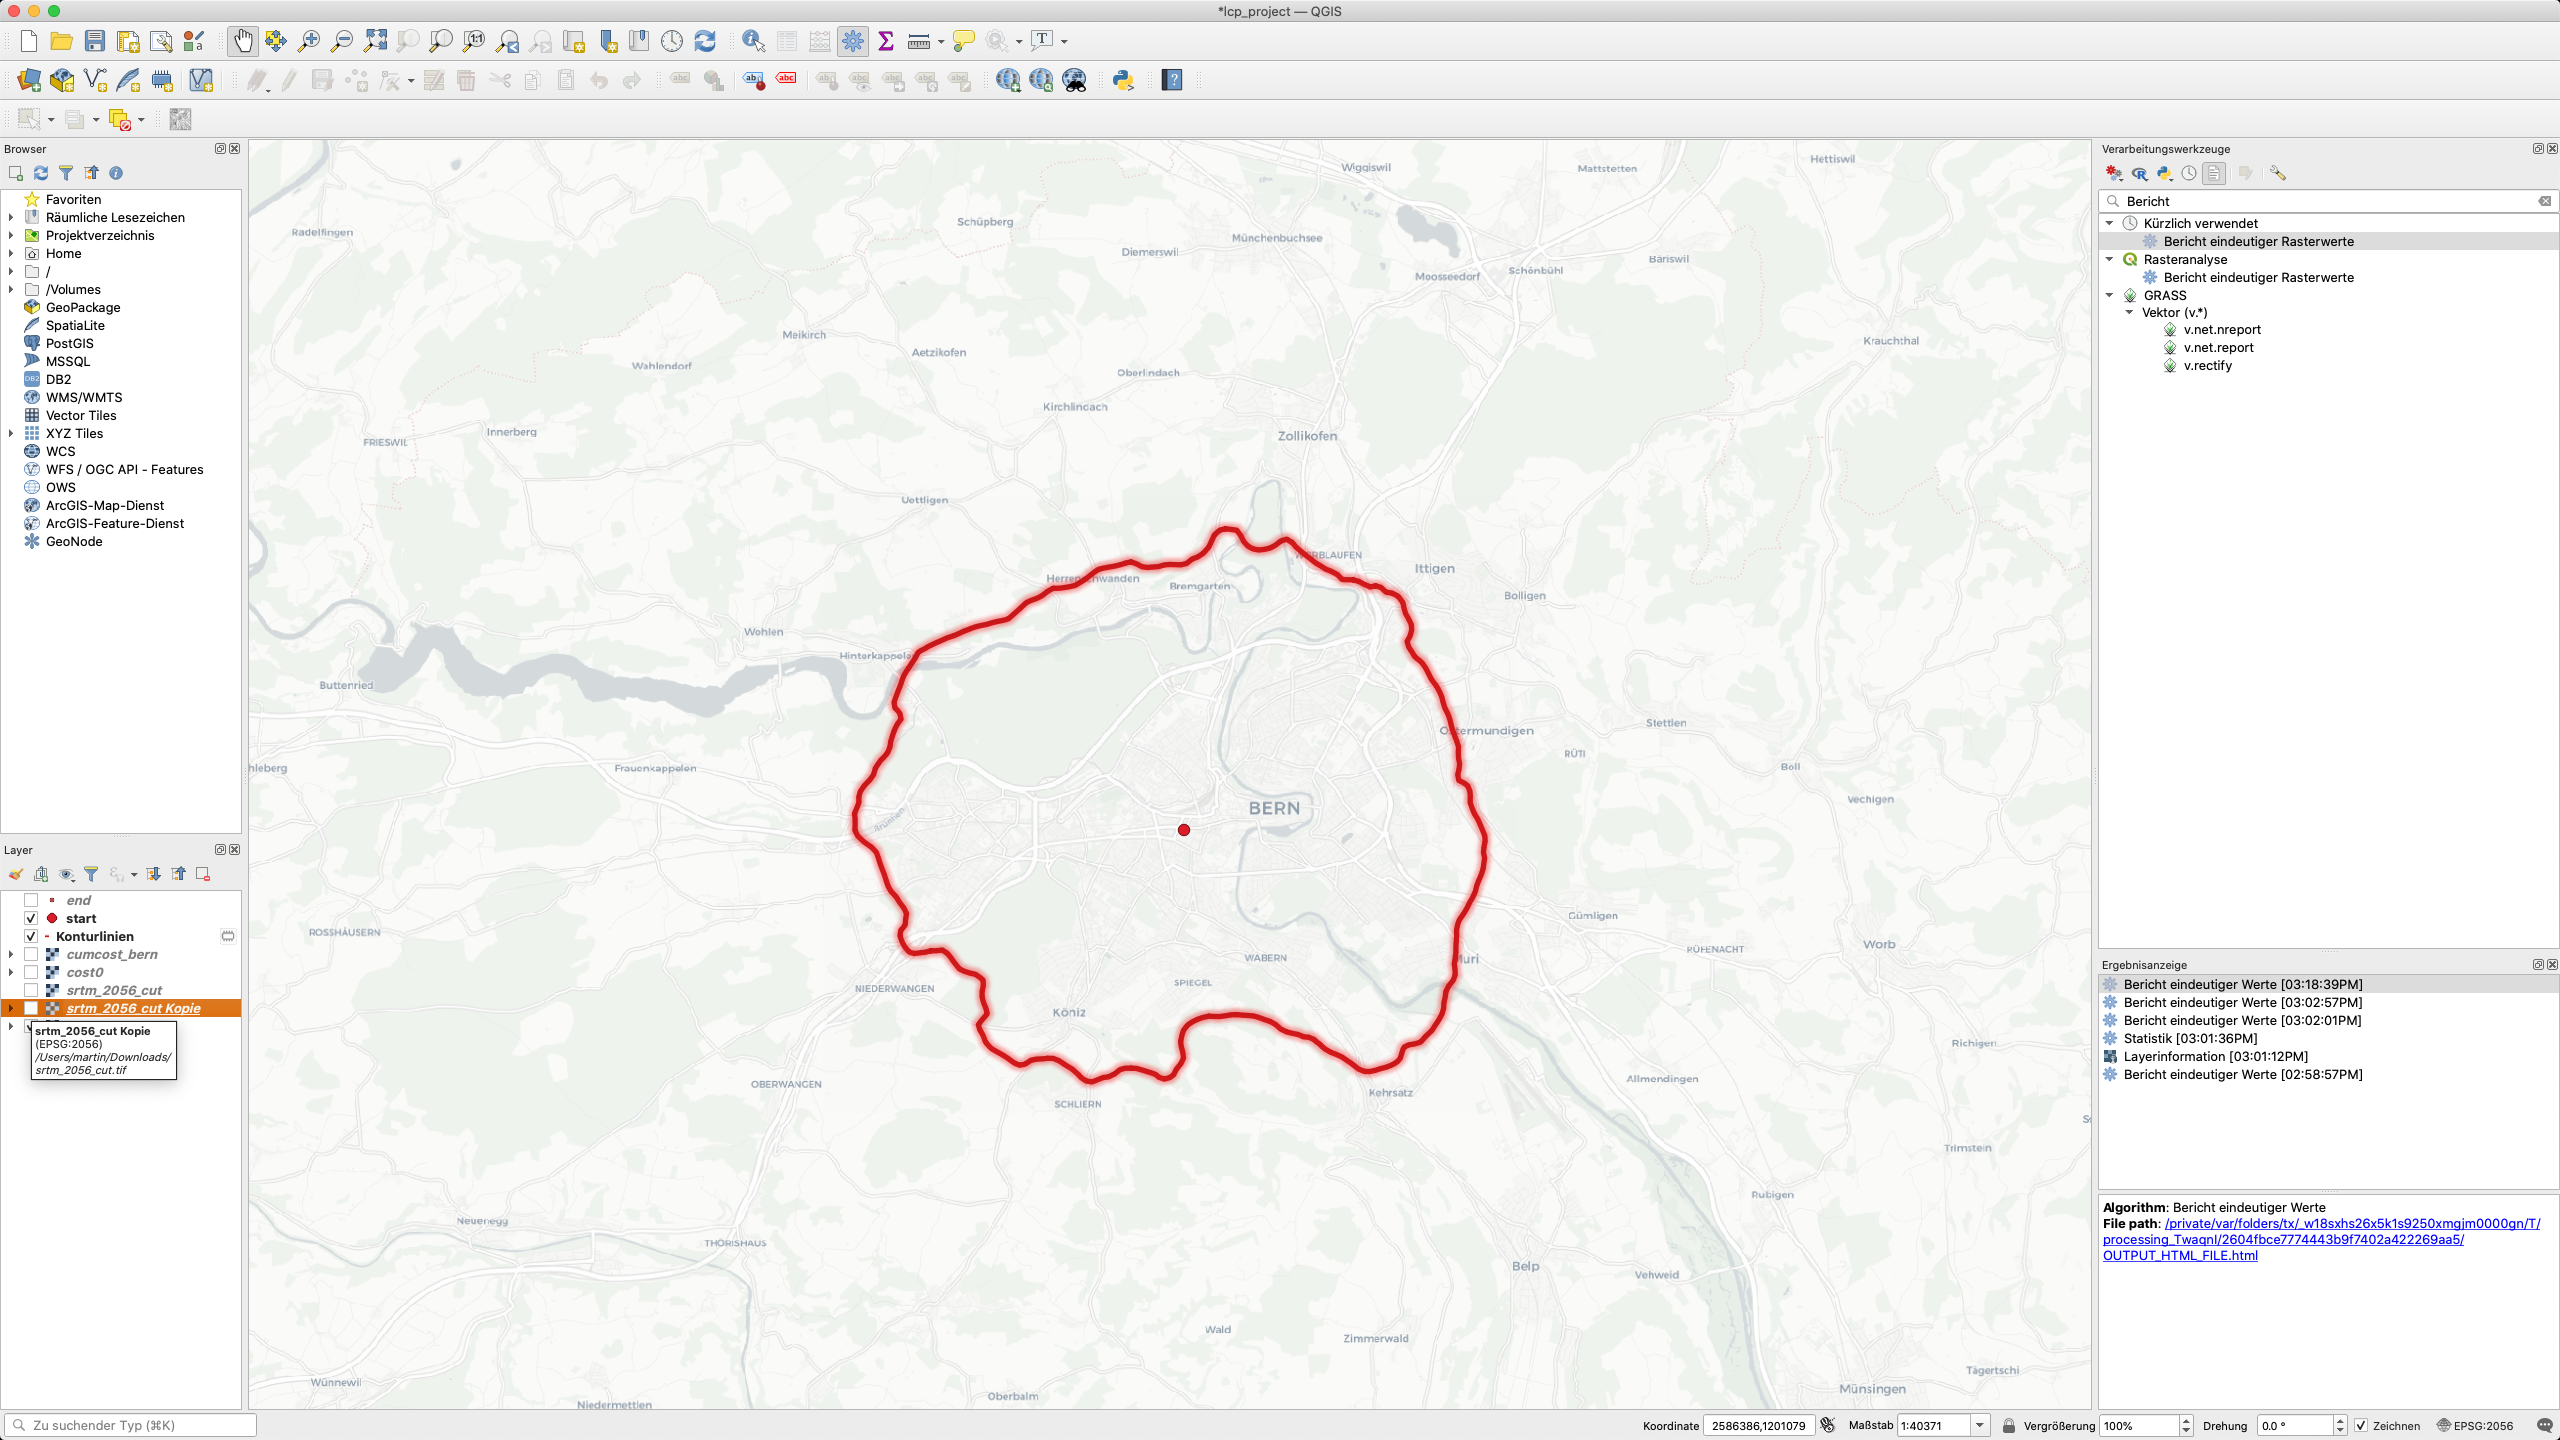 *lcp_project — QGIS
Browser
Favoriten
Räumliche Lesezeichen
Projektverzeichnis
Home
/
/Volumes
GeoPackage
SpatiaLite
PostGIS
MSSQL
DB2
WMS/WMTS
Vector Tiles
XYZ Tiles
WCS
WFS / OGC API - Features
OWS
ArcGIS-Map-Dienst
ArcGIS-Feature-Dienst
GeoNode
Layer
end
start
Konturlinien
cumcost_bern
cost0
srtm_2056_cut
srtm_2056_cut Kopie
srtm_2056_cut Kopie
(EPSG:2056)
/Users/martin/Downloads/
srtm_2056_cut.tif
Wiggiswil
Mattstetten
Hettiswil
Schüpberg
Radelfingen
Münchenbuchsee
Diemerswil
Bäriswil
Schönbühl
Moosseedorf
Meikirch
Krauchthal
Aetzikofen
Wahlendorf
Oberlindach
Kirchlindach
Innerberg
Zollikofen
FRIESWIL
Uettligen
Ittigen
Bremgarten
Bolligen
Wohlen
Buttenried
Stettlen
Ostermundigen
RÜTI
Boll
hleberg
Frauenkappelen
Vechigen
BERN
Brünnen
Gümligen
ROSSHÄUSERN
Worb
RÜFENACHT
WABERN
Muri
SPIEGEL
NIEDERWANGEN
Köniz
Richigen
Allmendingen
OBERWANGEN
Kehrsatz
SCHLIERN
Trimstein
Rubigen
Neuenegg
THÖRISHAUS
Belp
Vehweid
Wald
Zimmerwald
Tägertschi
Wünnewil
Münsingen
Oberbalm
Niedermettlen
Verarbeitungswerkzeuge
Bericht
Kürzlich verwendet
Bericht eindeutiger Rasterwerte
Rasteranalyse
Bericht eindeutiger Rasterwerte
GRASS
Vektor (v.*)
v.net.nreport
v.net.report
v.rectify
Ergebnisanzeige
Bericht eindeutiger Werte [03:18:39PM]
Bericht eindeutiger Werte [03:02:57PM]
Bericht eindeutiger Werte [03:02:01PM]
Statistik [03:01:36PM]
Layerinformation [03:01:12PM]
Bericht eindeutiger Werte [02:58:57PM]
Algorithm: Bericht eindeutiger Werte
File path: /private/var/folders/tx/_w18sxhs26x5k1s9250xmgjm0000gn/T/
processing_TwaqnI/2604fbce7774443b9f7402a422269aa5/
OUTPUT_HTML_FILE.html
Zu suchender Typ (⌘K)
Koordinate 2586386,1201079 Maßstab 1:40371 Vergrößerung 100% Drehung 0.0 ° Zeichnen EPSG:2056